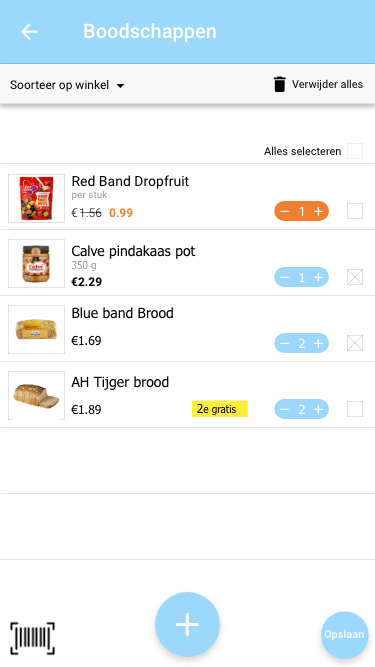 Boodschappen
Soorteer op winkel
Verwijder alles
Alles selecteren
Red Band Dropfruit
per stuk
€ 1.56 0.99
− 1 +
Calve pindakaas pot
350 g
€2.29
− 1 +
Blue band Brood
€1.69
− 2 +
AH Tijger brood
€1.89
2e gratis
− 2 +
Opslaan